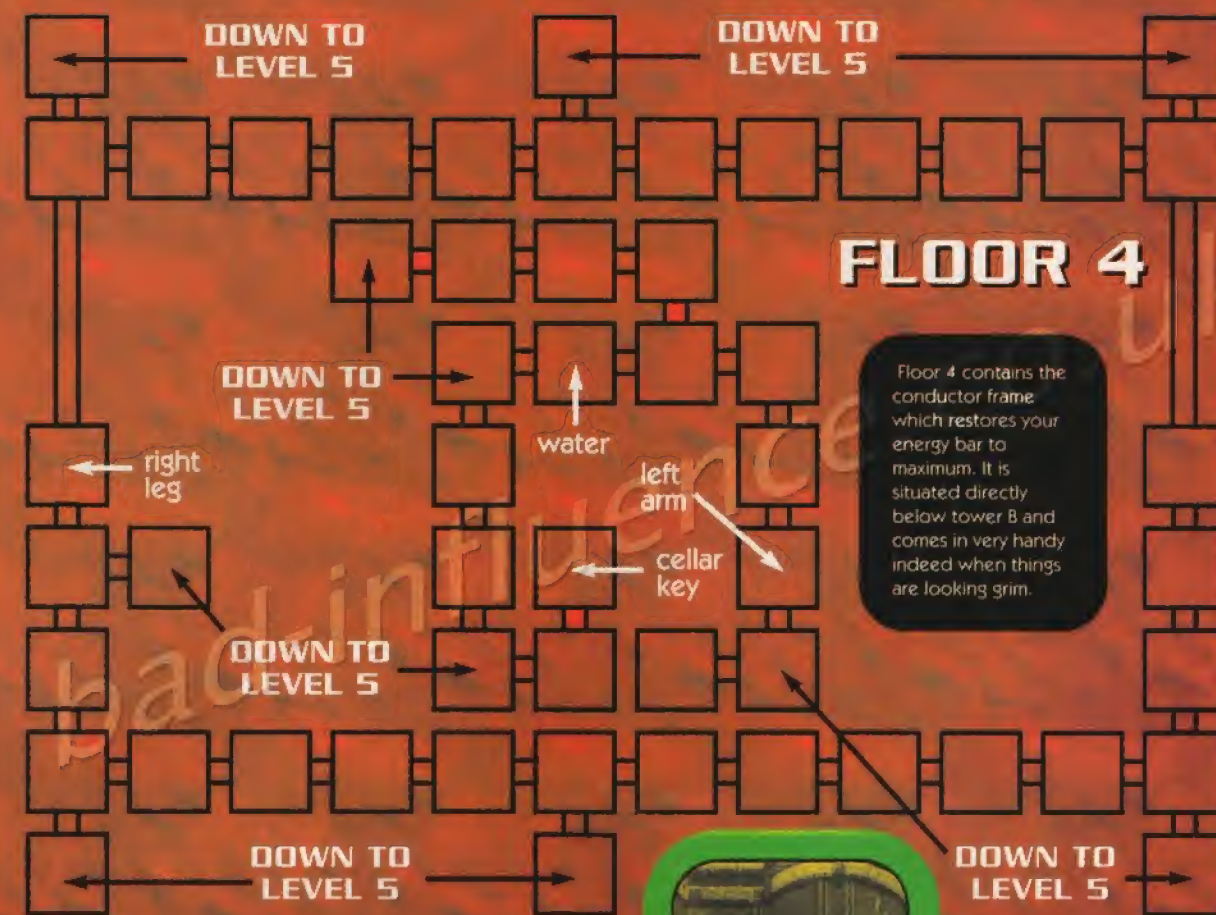 DOWN TO
LEVEL 5
DOWN TO
LEVEL 5
FLOOR 4
DOWN TO
LEVEL 5
water
Floor 4 contains the
conductor frame
which restores your
energy bar to
maximum. It is
situated directly
below tower B and
comes in very handy
indeed when things
are looking grim.
right
leg
left
arm
cellar
key
DOWN TO
LEVEL 5
DOWN TO
LEVEL 5
DOWN TO
LEVEL 5
bad-influence